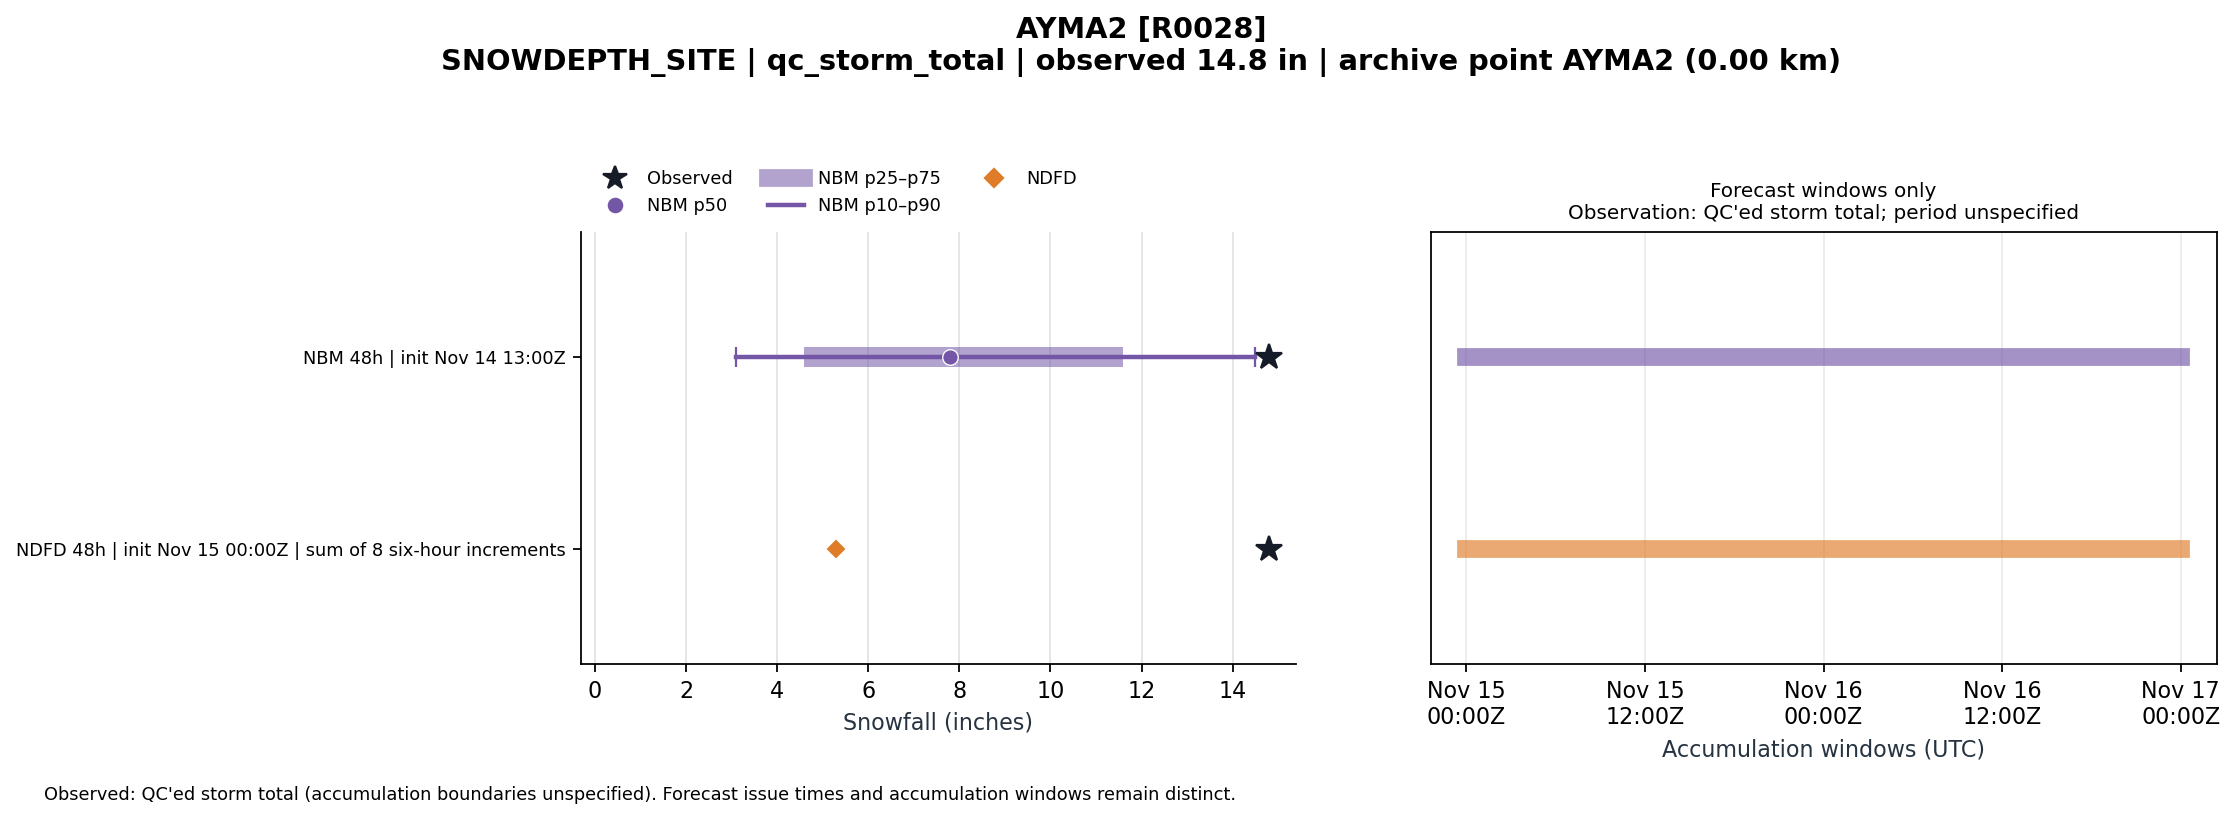 AYMA2 [R0028]
SNOWDEPTH_SITE | qc_storm_total | observed 14.8 in | archive point AYMA2 (0.00 km)
Observed
NBM p25–p75
NDFD
NBM p50
NBM p10–p90
Forecast windows only
Observation: QC'ed storm total; period unspecified
NBM 48h | init Nov 14 13:00Z
NDFD 48h | init Nov 15 00:00Z | sum of 8 six-hour increments
0 2 4 6 8 10 12 14
Snowfall (inches)
Nov 15 Nov 15 Nov 16 Nov 16 Nov 17
00:00Z 12:00Z 00:00Z 12:00Z 00:00Z
Accumulation windows (UTC)
Observed: QC'ed storm total (accumulation boundaries unspecified). Forecast issue times and accumulation windows remain distinct.